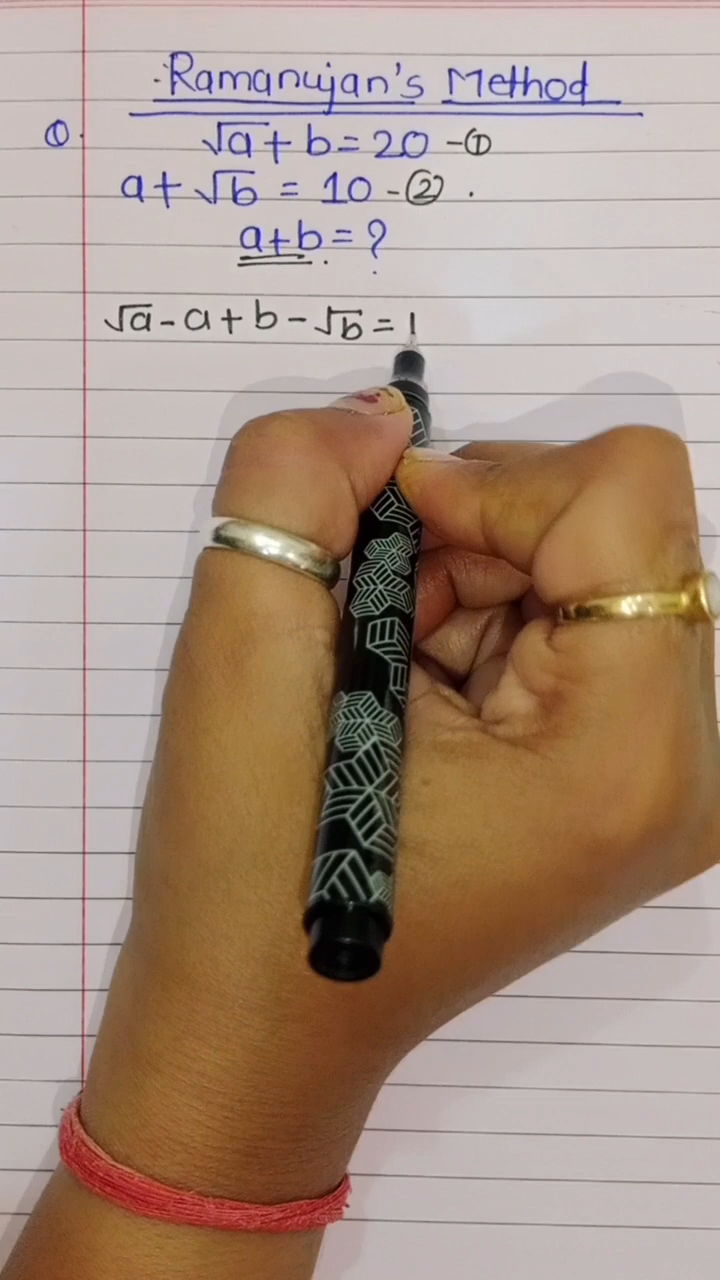 Ramanujan's Method
①. √a + b = 20 -①
a + √b = 10 -②.
a+b = ?
√a - a + b - √b = 1